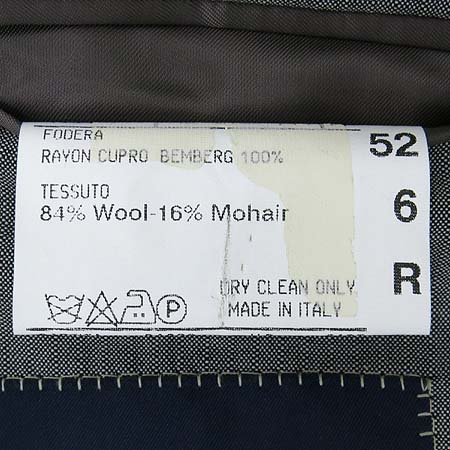 FODERA
RAYON CUPRO BEMBERG 100%
TESSUTO
84% Wool-16% Mohair
DRY CLEAN ONLY
MADE IN ITALY
52
6
R
P